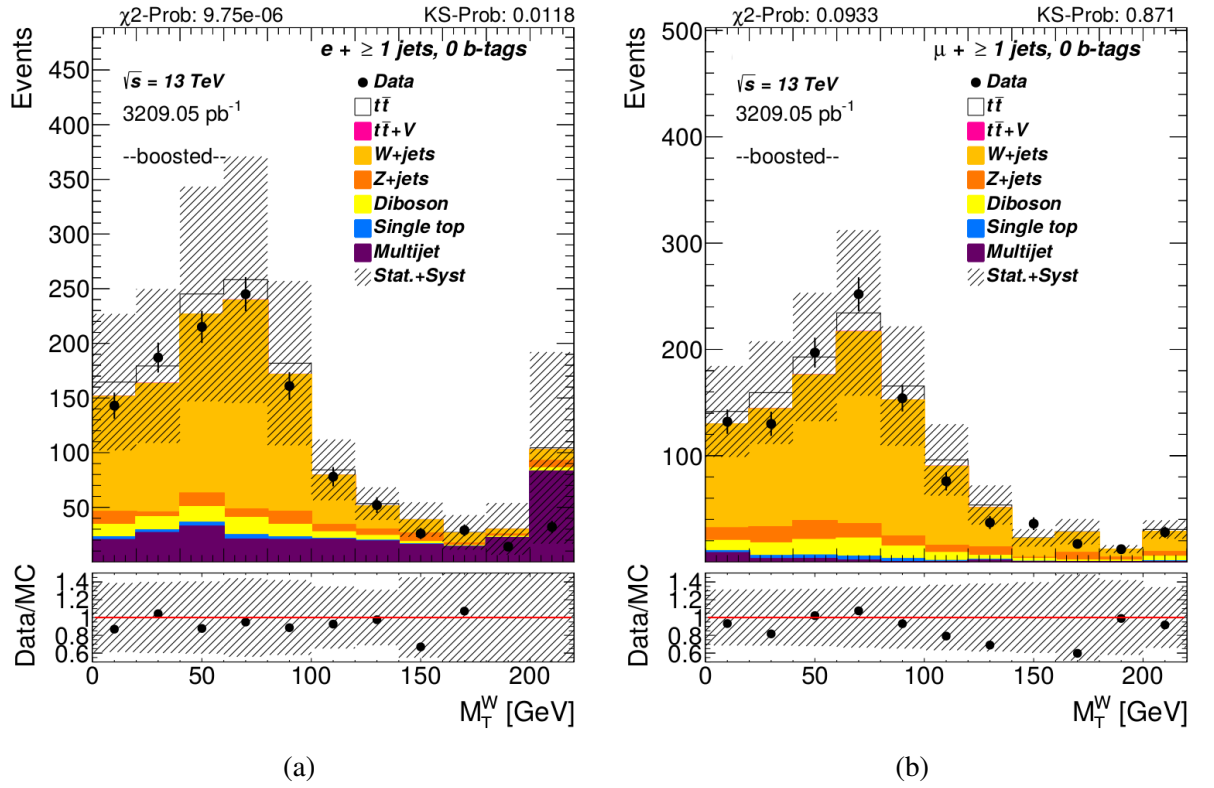 χ2-Prob: 9.75e-06 KS-Prob: 0.0118
Events
e + ≥ 1 jets, 0 b-tags
√s = 13 TeV
3209.05 pb⁻¹
--boosted--
Data
tt̄
tt̄+V
W+jets
Z+jets
Diboson
Single top
Multijet
Stat.+Syst
450
400
350
300
250
200
150
100
50
Data/MC
1.4
1.2
1
0.8
0.6
0 50 100 150 200
M_T^W [GeV]
(a)
χ2-Prob: 0.0933 KS-Prob: 0.871
Events
μ + ≥ 1 jets, 0 b-tags
√s = 13 TeV
3209.05 pb⁻¹
--boosted--
Data
tt̄
tt̄+V
W+jets
Z+jets
Diboson
Single top
Multijet
Stat.+Syst
500
400
300
200
100
Data/MC
1.4
1.2
1
0.8
0.6
0 50 100 150 200
M_T^W [GeV]
(b)